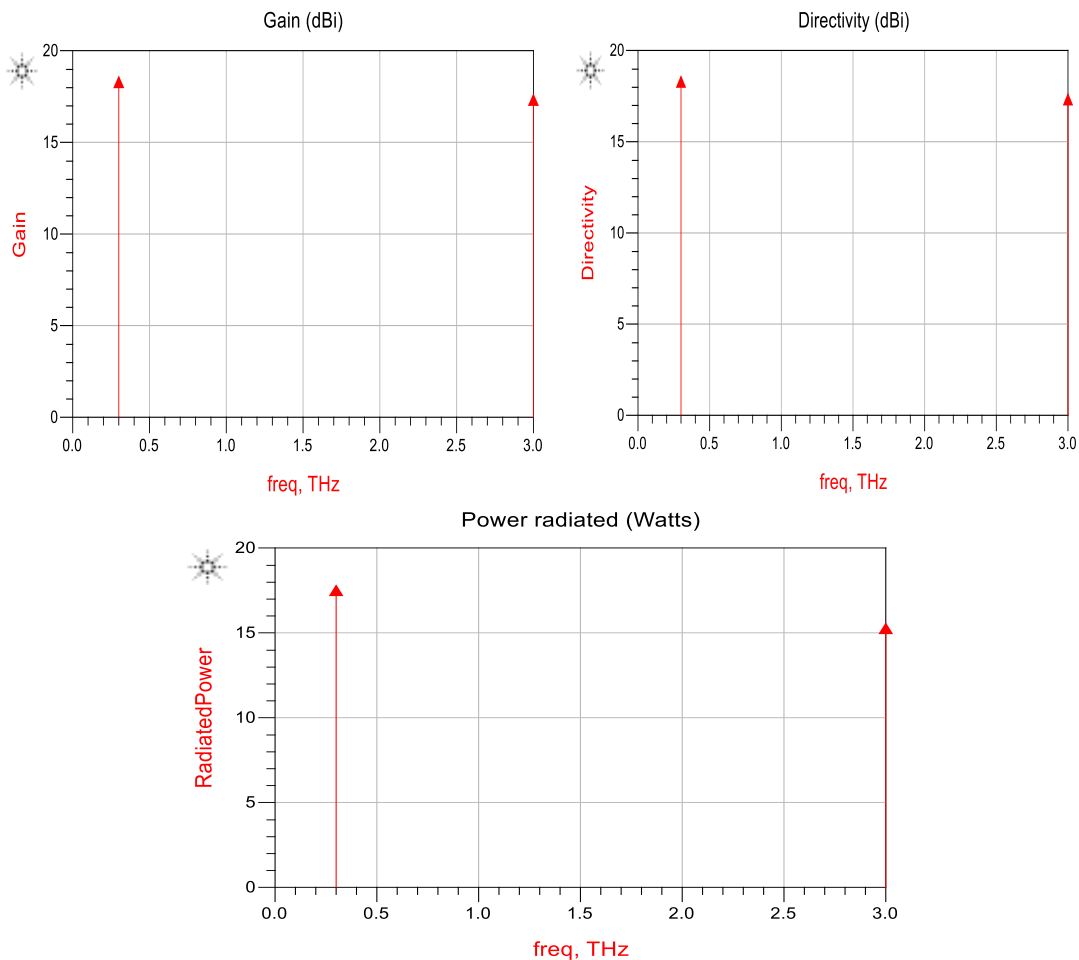 Gain (dBi)
20
15
10
5
0
Gain
0.0 0.5 1.0 1.5 2.0 2.5 3.0
freq, THz
Directivity (dBi)
20
15
10
5
0
Directivity
0.0 0.5 1.0 1.5 2.0 2.5 3.0
freq, THz
Power radiated (Watts)
20
15
10
5
0
RadiatedPower
0.0 0.5 1.0 1.5 2.0 2.5 3.0
freq, THz